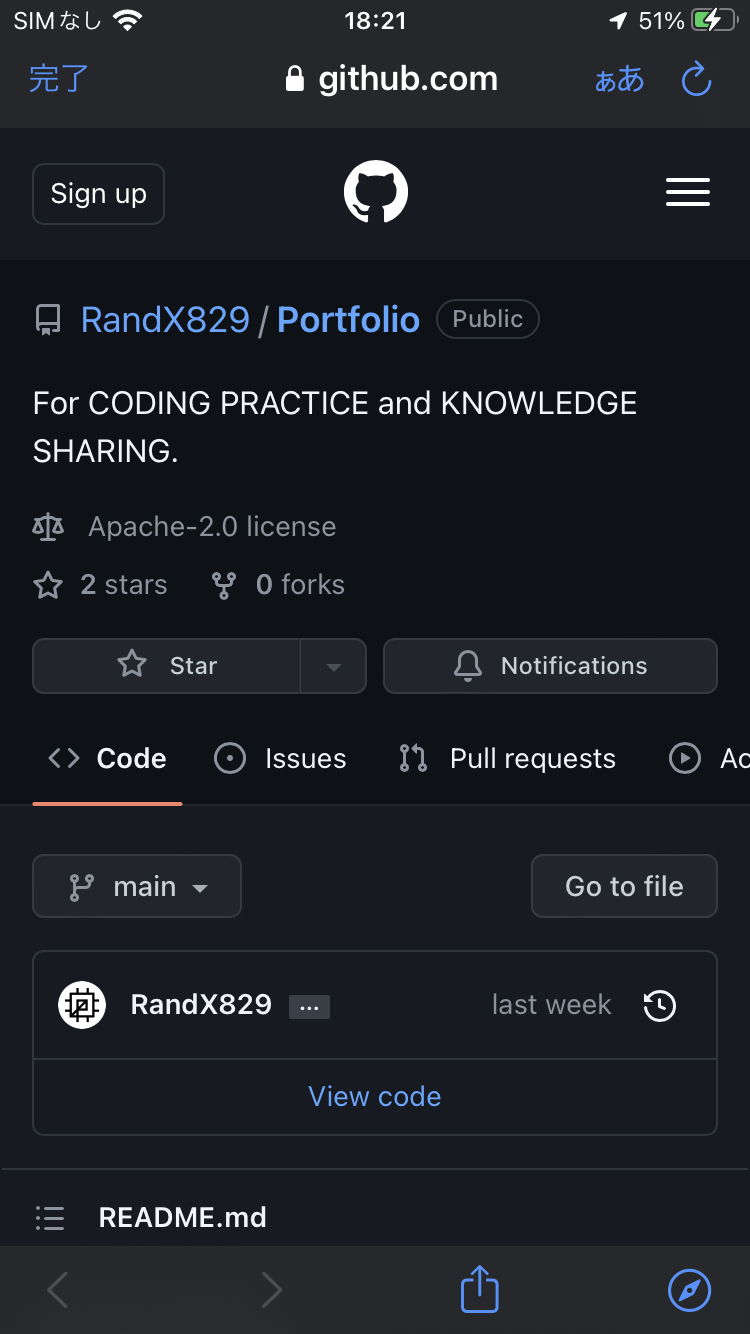 SIMなし 18:21 51%
完了 github.com ぁあ
Sign up
RandX829 / Portfolio Public
For CODING PRACTICE and KNOWLEDGE
SHARING.
Apache-2.0 license
2 stars 0 forks
Star Notifications
Code Issues Pull requests Ac
main Go to file
RandX829 ... last week
View code
README.md